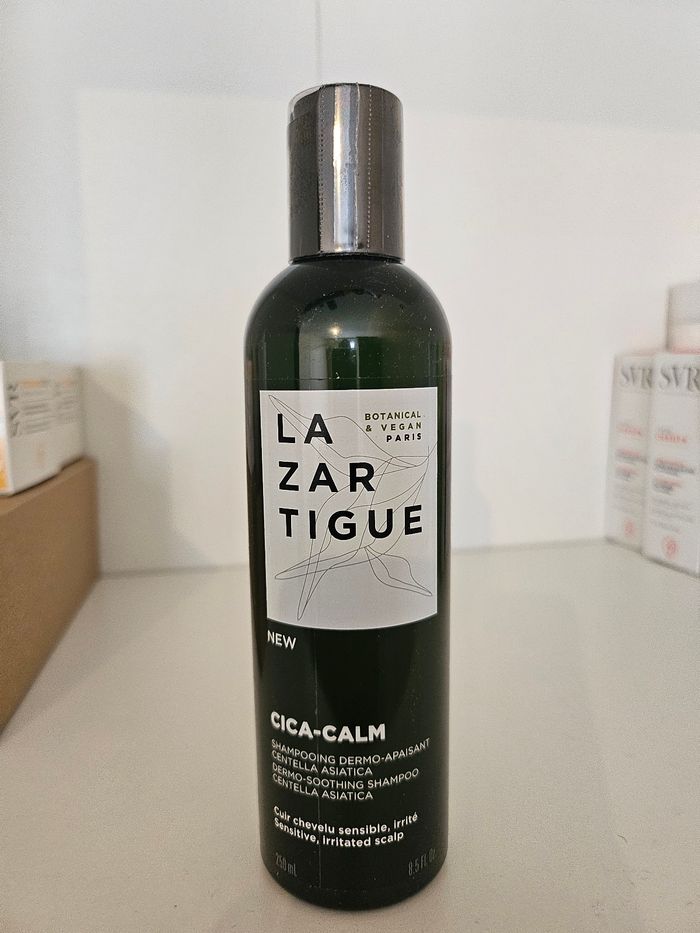 LA
ZAR
TIGUE
BOTANICAL
& VEGAN
PARIS
NEW
CICA-CALM
SHAMPOOING DERMO-APAISANT
CENTELLA ASIATICA
DERMO-SOOTHING SHAMPOO
CENTELLA ASIATICA
Cuir chevelu sensible, irrité
Sensitive, irritated scalp
250 mL
8.5 Fl. Oz
SVR
SVR
SVR